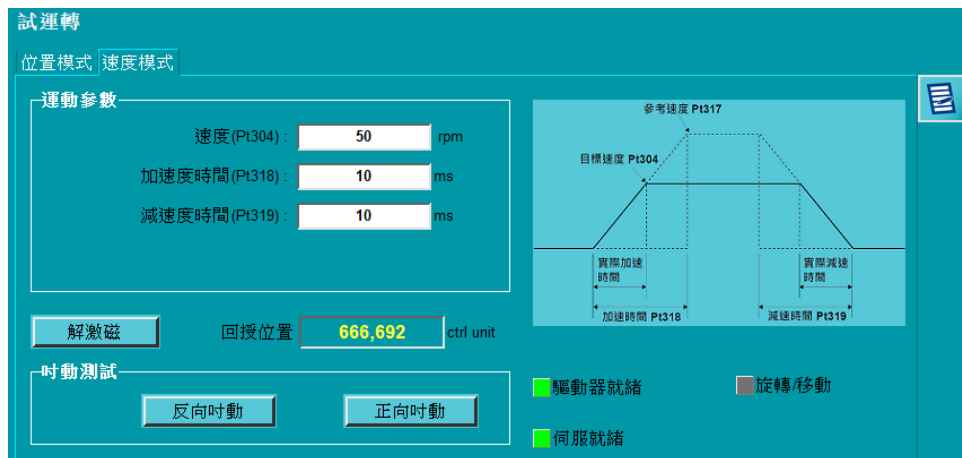 試運轉
位置模式 速度模式
運動參數
速度(Pt304) : 50 rpm
加速度時間(Pt318) : 10 ms
減速度時間(Pt319) : 10 ms
參考速度 Pt317
目標速度 Pt304
實際加速
時間
實際減速
時間
加速時間 Pt318
減速時間 Pt319
解激磁
回授位置 666,692 ctrl unit
吋動測試
反向吋動 正向吋動
驅動器就緒 旋轉/移動
伺服就緒